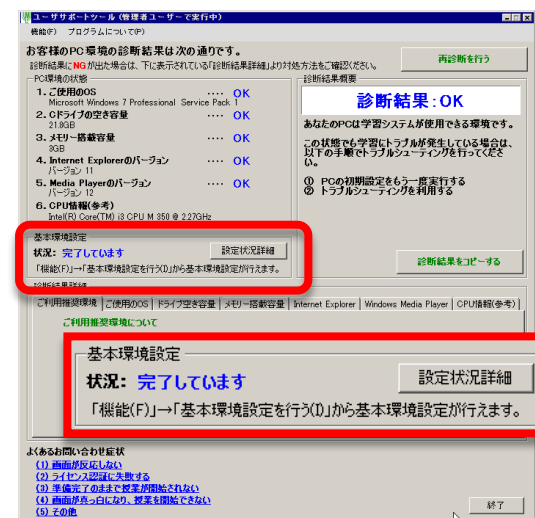 ユーザサポートツール (管理者ユーザーで実行中)
機能(F) プログラムについて(P)
お客様のPC環境の診断結果は次の通りです。
診断結果にNGが出た場合は、下に表示されている「診断結果詳細」より対処方法をご確認ください。
再診断を行う
PC環境の状態
1. ご使用のOS ···· OK
Microsoft Windows 7 Professional Service Pack 1
2. Cドライブの空き容量 ···· OK
21.8GB
3. メモリー搭載容量 ···· OK
3GB
4. Internet Explorerのバージョン ···· OK
バージョン 11
5. Media Playerのバージョン ···· OK
バージョン 12
6. CPU情報(参考)
Intel(R) Core(TM) i3 CPU M 350 @ 2.27GHz
診断結果概要
診断結果:OK
あなたのPCは学習システムが使用できる環境です。
この状態でも学習にトラブルが発生している場合は、
以下の手順でトラブルシューティングを行ってくださ
い。
① PCの初期設定をもう一度実行する
② トラブルシューティングを利用する
診断結果をコピーする
基本環境設定
状況: 完了しています
設定状況詳細
「機能(F)」→「基本環境設定を行う(I)」から基本環境設定が行えます。
診断結果詳細
ご利用推奨環境 ご使用のOS ドライブ空き容量 メモリー搭載容量 Internet Explorer Windows Media Player CPU情報(参考)
ご利用推奨環境について
基本環境設定
状況: 完了しています
設定状況詳細
「機能(F)」→「基本環境設定を行う(I)」から基本環境設定が行えます。
よくあるお問い合わせ症状
(1) 画面が反応しない
(2) ライセンス認証に失敗する
(3) 準備完了のままで授業が開始されない
(4) 画面が真っ白になり、授業を開始できない
(5) その他
終了